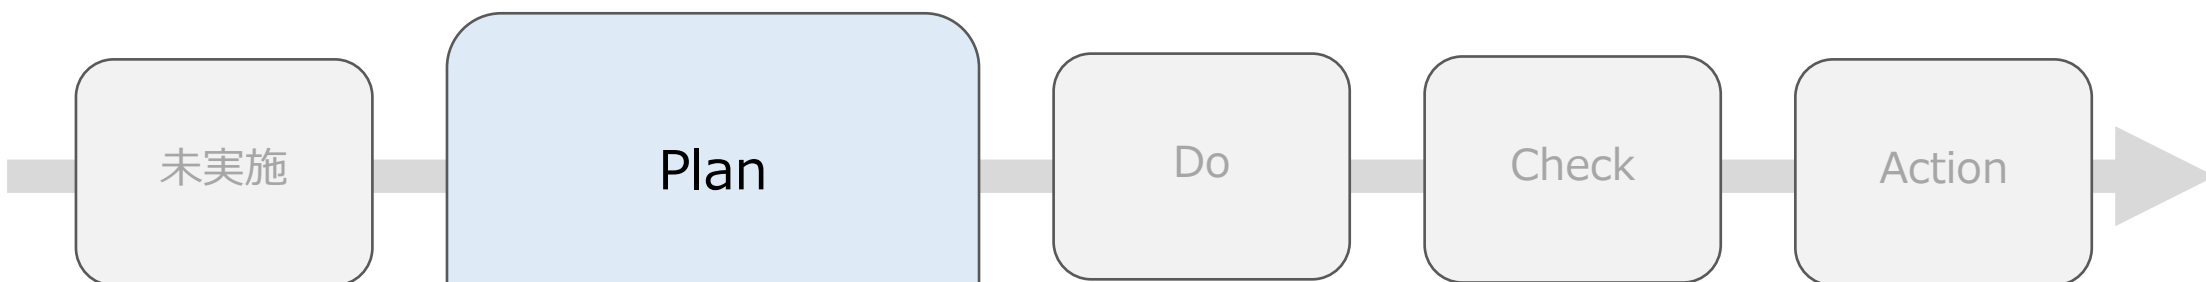 未実施
Plan
Do
Check
Action